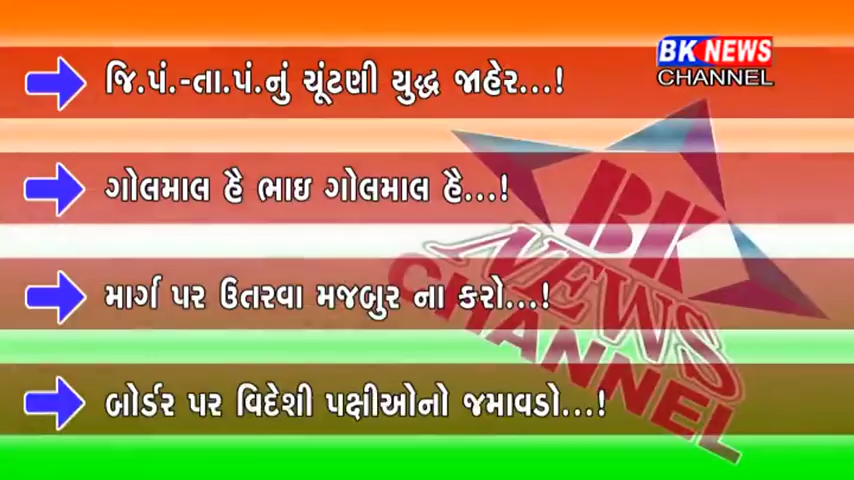 BK NEWS
CHANNEL
જિ.પં.-તા.પં.નું ચૂંટણી યુદ્ધ જાહેર...!
ગોલમાલ હૈ ભાઇ ગોલમાલ હૈ...!
માર્ગ પર ઉતરવા મજબુર ના કરો...!
બોર્ડર પર વિદેશી પક્ષીઓનો જમાવડો...!
BK
NEWS
CHANNEL